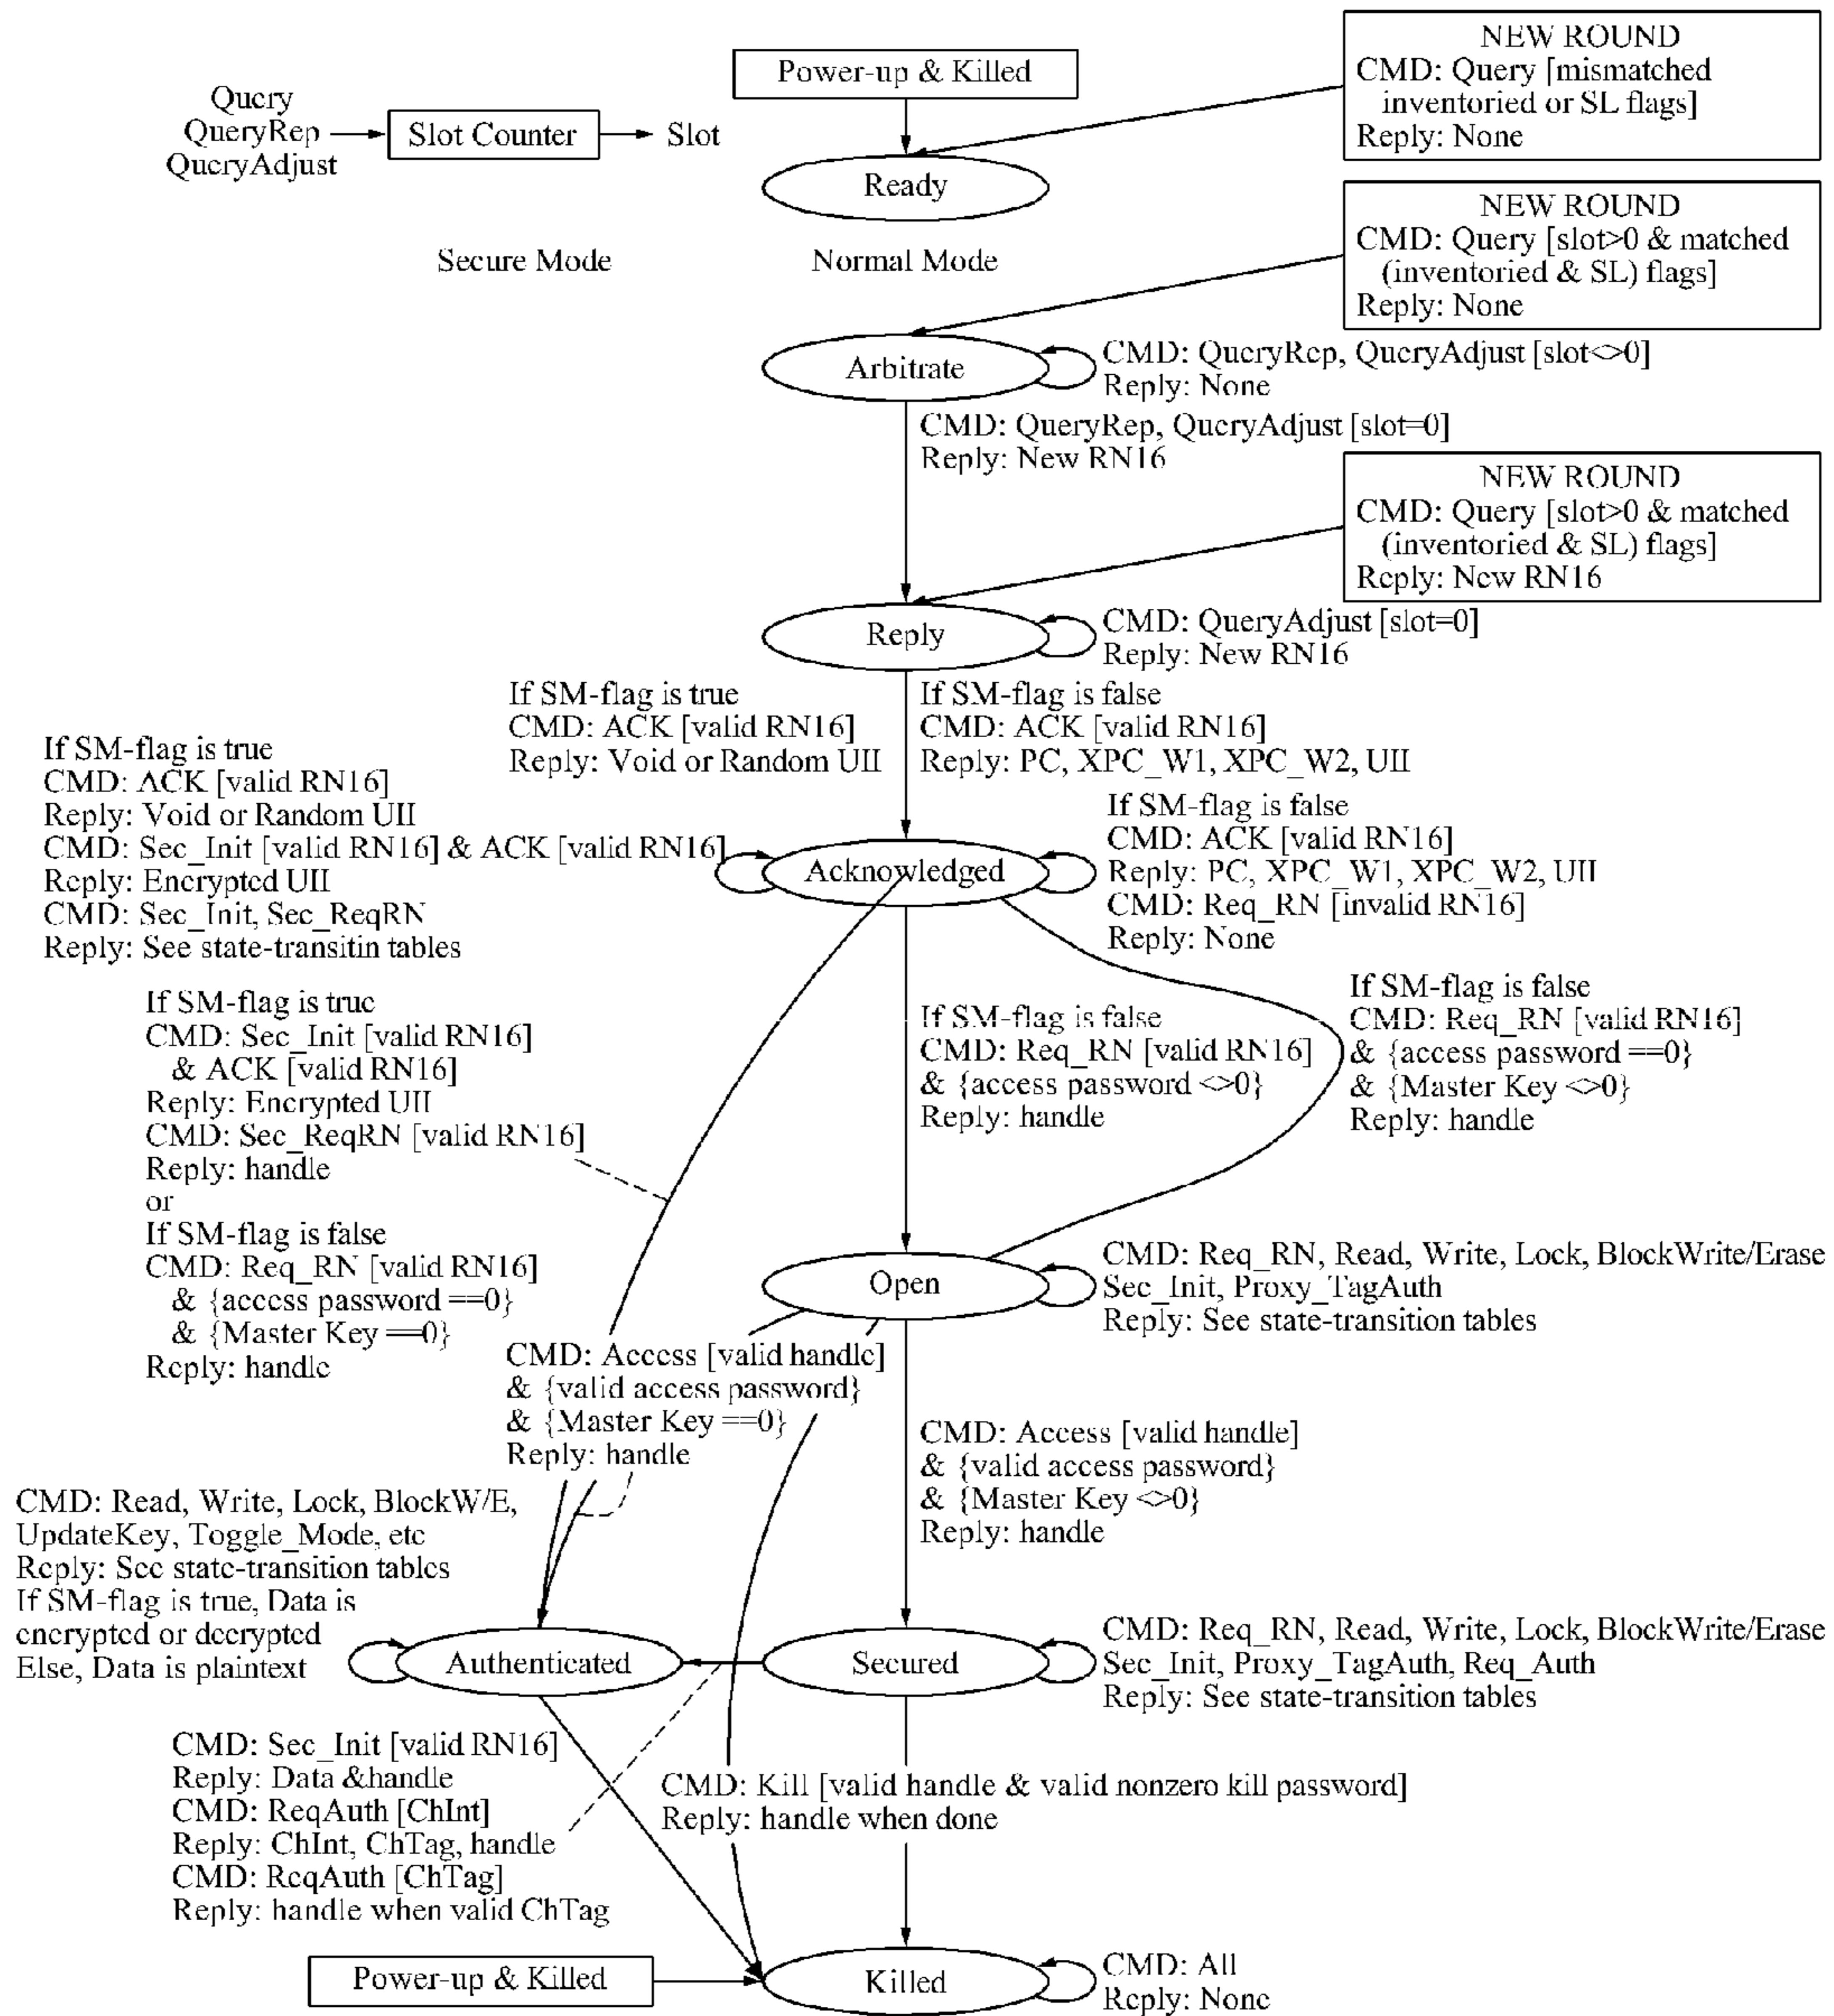 Power-up & Killed
Query
QueryRep
QueryAdjust
Slot Counter
Slot
Ready
Secure Mode
Normal Mode
NEW ROUND
CMD: Query [mismatched
inventoried or SL flags]
Reply: None
NEW ROUND
CMD: Query [slot>0 & matched
(inventoried & SL) flags]
Reply: None
Arbitrate
CMD: QueryRep, QueryAdjust [slot<>0]
Reply: None
CMD: QueryRep, QueryAdjust [slot=0]
Reply: New RN16
NEW ROUND
CMD: Query [slot>0 & matched
(inventoried & SL) flags]
Reply: New RN16
Reply
CMD: QueryAdjust [slot=0]
Reply: New RN16
If SM-flag is true
CMD: ACK [valid RN16]
Reply: Void or Random UII
If SM-flag is false
CMD: ACK [valid RN16]
Reply: PC, XPC_W1, XPC_W2, UII
If SM-flag is true
CMD: ACK [valid RN16]
Reply: Void or Random UII
CMD: Sec_Init [valid RN16] & ACK [valid RN16]
Reply: Encrypted UII
CMD: Sec_Init, Sec_ReqRN
Reply: See state-transitin tables
Acknowledged
If SM-flag is false
CMD: ACK [valid RN16]
Reply: PC, XPC_W1, XPC_W2, UII
CMD: Req_RN [invalid RN16]
Reply: None
If SM-flag is true
CMD: Sec_Init [valid RN16]
& ACK [valid RN16]
Reply: Encrypted UII
CMD: Sec_ReqRN [valid RN16]
Reply: handle
or
If SM-flag is false
CMD: Req_RN [valid RN16]
& {access password ==0}
& {Master Key ==0}
Reply: handle
If SM-flag is false
CMD: Req_RN [valid RN16]
& {access password <>0}
Reply: handle
If SM-flag is false
CMD: Req_RN [valid RN16]
& {access password ==0}
& {Master Key <>0}
Reply: handle
Open
CMD: Req_RN, Read, Write, Lock, BlockWrite/Erase
Sec_Init, Proxy_TagAuth
Reply: See state-transition tables
CMD: Access [valid handle]
& {valid access password}
& {Master Key ==0}
Reply: handle
CMD: Access [valid handle]
& {valid access password}
& {Master Key <>0}
Reply: handle
CMD: Read, Write, Lock, BlockW/E,
UpdateKey, Toggle_Mode, etc
Reply: See state-transition tables
If SM-flag is true, Data is
encrypted or decrypted
Else, Data is plaintext
Authenticated
Secured
CMD: Req_RN, Read, Write, Lock, BlockWrite/Erase
Sec_Init, Proxy_TagAuth, Req_Auth
Reply: See state-transition tables
CMD: Sec_Init [valid RN16]
Reply: Data &handle
CMD: ReqAuth [ChInt]
Reply: ChInt, ChTag, handle
CMD: ReqAuth [ChTag]
Reply: handle when valid ChTag
CMD: Kill [valid handle & valid nonzero kill password]
Reply: handle when done
Power-up & Killed
Killed
CMD: All
Reply: None